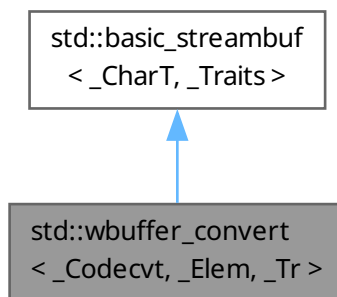 std::basic_streambuf
< _CharT, _Traits >
std::wbuffer_convert
< _Codecvt, _Elem, _Tr >